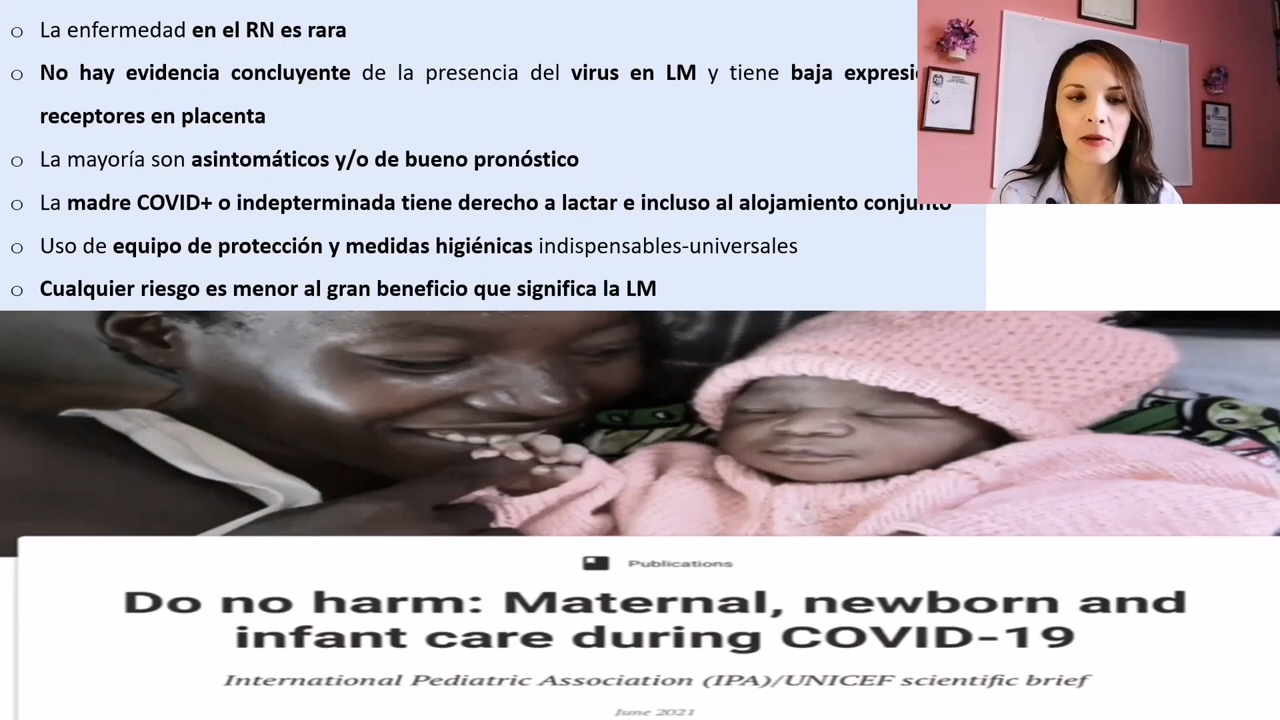 o La enfermedad en el RN es rara
o No hay evidencia concluyente de la presencia del virus en LM y tiene baja
receptores en placenta
o La mayoría son asintomáticos y/o de bueno pronóstico
o La madre COVID+ o indepterminada tiene derecho a lactar e incluso al alojamiento conjunto
o Uso de equipo de protección y medidas higiénicas indispensables-universales
o Cualquier riesgo es menor al gran beneficio que significa la LM
Publications
Do no harm: Maternal, newborn and
infant care during COVID-19
International Pediatric Association (IPA)/UNICEF scientific brief
June 2021